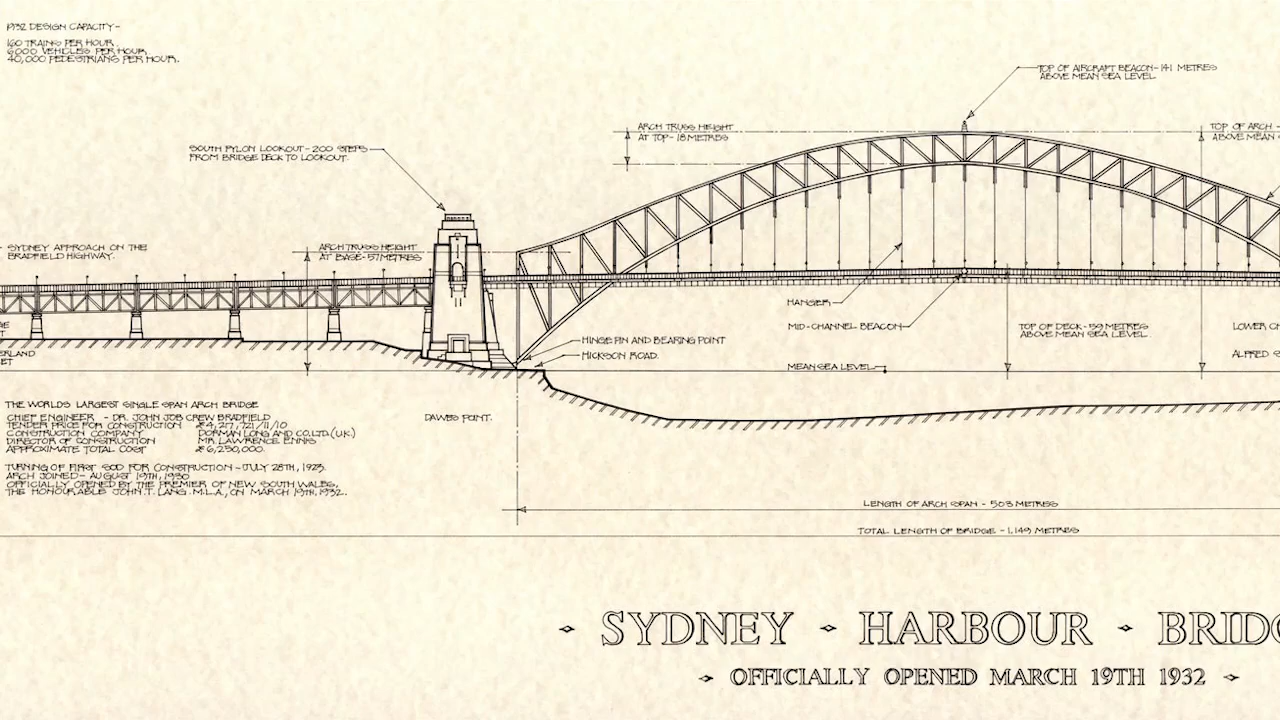 1932 DESIGN CAPACITY-
160 TRAINS PER HOUR.
6000 VEHICLES PER HOUR.
40,000 PEDESTRIANS PER HOUR.
TOP OF AIRCRAFT BEACON-141 METRES
ABOVE MEAN SEA LEVEL
ARCH TRUSS HEIGHT
AT TOP-18 METRES
TOP OF ARCH -
ABOVE MEAN S
SOUTH PYLON LOOKOUT-200 STEPS
FROM BRIDGE DECK TO LOOKOUT.
SYDNEY APPROACH ON THE
BRADFIELD HIGHWAY.
ARCH TRUSS HEIGHT
AT BASE-57 METRES
HANGER
MID-CHANNEL BEACON
TOP OF DECK-59 METRES
ABOVE MEAN SEA LEVEL.
LOWER CH
ALFRED S
HINGE PIN AND BEARING POINT
HICKSON ROAD.
MEAN SEA LEVEL
ERLAND
ET
DAWES POINT.
THE WORLDS LARGEST SINGLE SPAN ARCH BRIDGE
CHIEF ENGINEER - DR. JOHN JOB CREW BRADFIELD
TENDER PRICE FOR CONSTRUCTION £4,217,721/11/10
CONSTRUCTION COMPANY DORMAN LONG AND CO.LTD.(U.K.)
DIRECTOR OF CONSTRUCTION MR LAWRENCE ENNIS
APPROXIMATE TOTAL COST £6,250,000.
TURNING OF FIRST SOD FOR CONSTRUCTION-JULY 28TH, 1923.
ARCH JOINED- AUGUST 19TH, 1930
OFFICIALLY OPENED BY THE PREMIER OF NEW SOUTH WALES,
THE HONOURABLE JOHN.T. LANG. M.L.A., ON MARCH 19TH, 1932.
LENGTH OF ARCH SPAN - 503 METRES
TOTAL LENGTH OF BRIDGE - 1,149 METRES
SYDNEY - HARBOUR - BRIDG
OFFICIALLY OPENED MARCH 19TH 1932